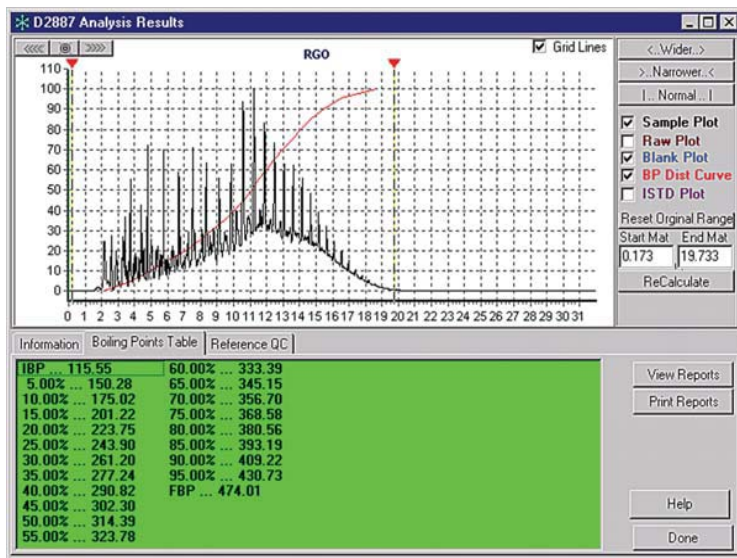 D2887 Analysis Results
<<<< >>>>
RGO
Grid Lines
110
100
90
80
70
60
50
40
30
20
10
0
0 1 2 3 4 5 6 7 8 9 10 11 12 13 14 15 16 17 18 19 20 21 22 23 24 25 26 27 28 29 30 31
<..Wider..>
>..Narrower..<
|.. Normal .. |
Sample Plot
Raw Plot
Blank Plot
BP Dist Curve
ISTD Plot
Reset Orginal Range
Start Mat End Mat
0.173 19.733
ReCalculate
Information Boiling Points Table Reference QC
IBP ... 115.55
5.00% ... 150.28
10.00% ... 175.02
15.00% ... 201.22
20.00% ... 223.75
25.00% ... 243.90
30.00% ... 261.20
35.00% ... 277.24
40.00% ... 290.82
45.00% ... 302.30
50.00% ... 314.39
55.00% ... 323.78
60.00% ... 333.39
65.00% ... 345.15
70.00% ... 356.70
75.00% ... 368.58
80.00% ... 380.56
85.00% ... 393.19
90.00% ... 409.22
95.00% ... 430.73
FBP ... 474.01
View Reports
Print Reports
Help
Done